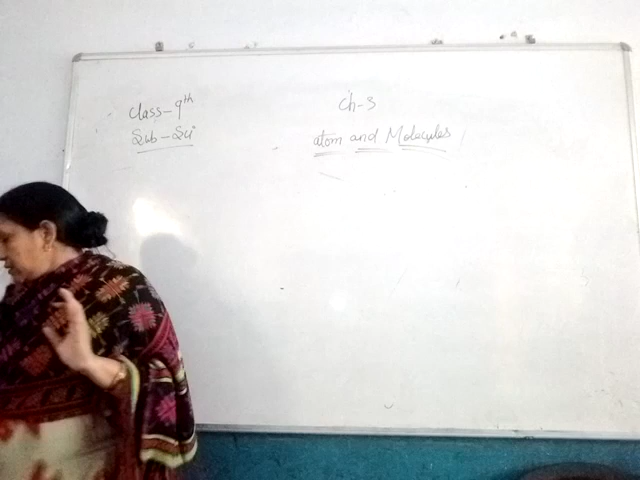 Class - 9th
Sub - Sci
Ch-3
atom and Molecules